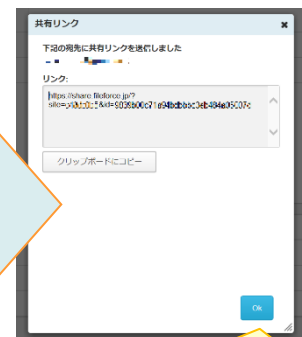 共有リンク
下記の宛先に共有リンクを送信しました
リンク:
https://share.fileforce.jp/?
クリップボードにコピー
Ok